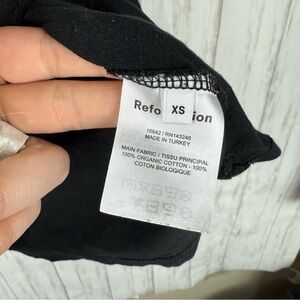 Refo XS ion
16642 / RN143248
MADE IN TURKEY
MAIN FABRIC / TISSU PRINCIPAL
100% ORGANIC COTTON - 100%
COTON BIOLOGIQUE